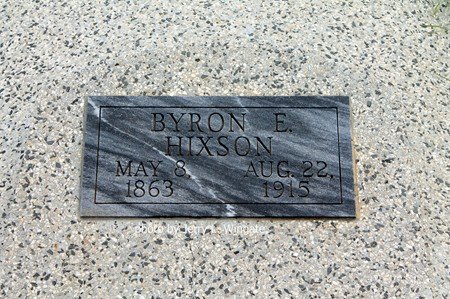 BYRON E.
HIXSON
MAY 8, AUG. 22,
1863 1915
photo by Jerry L. Wingate